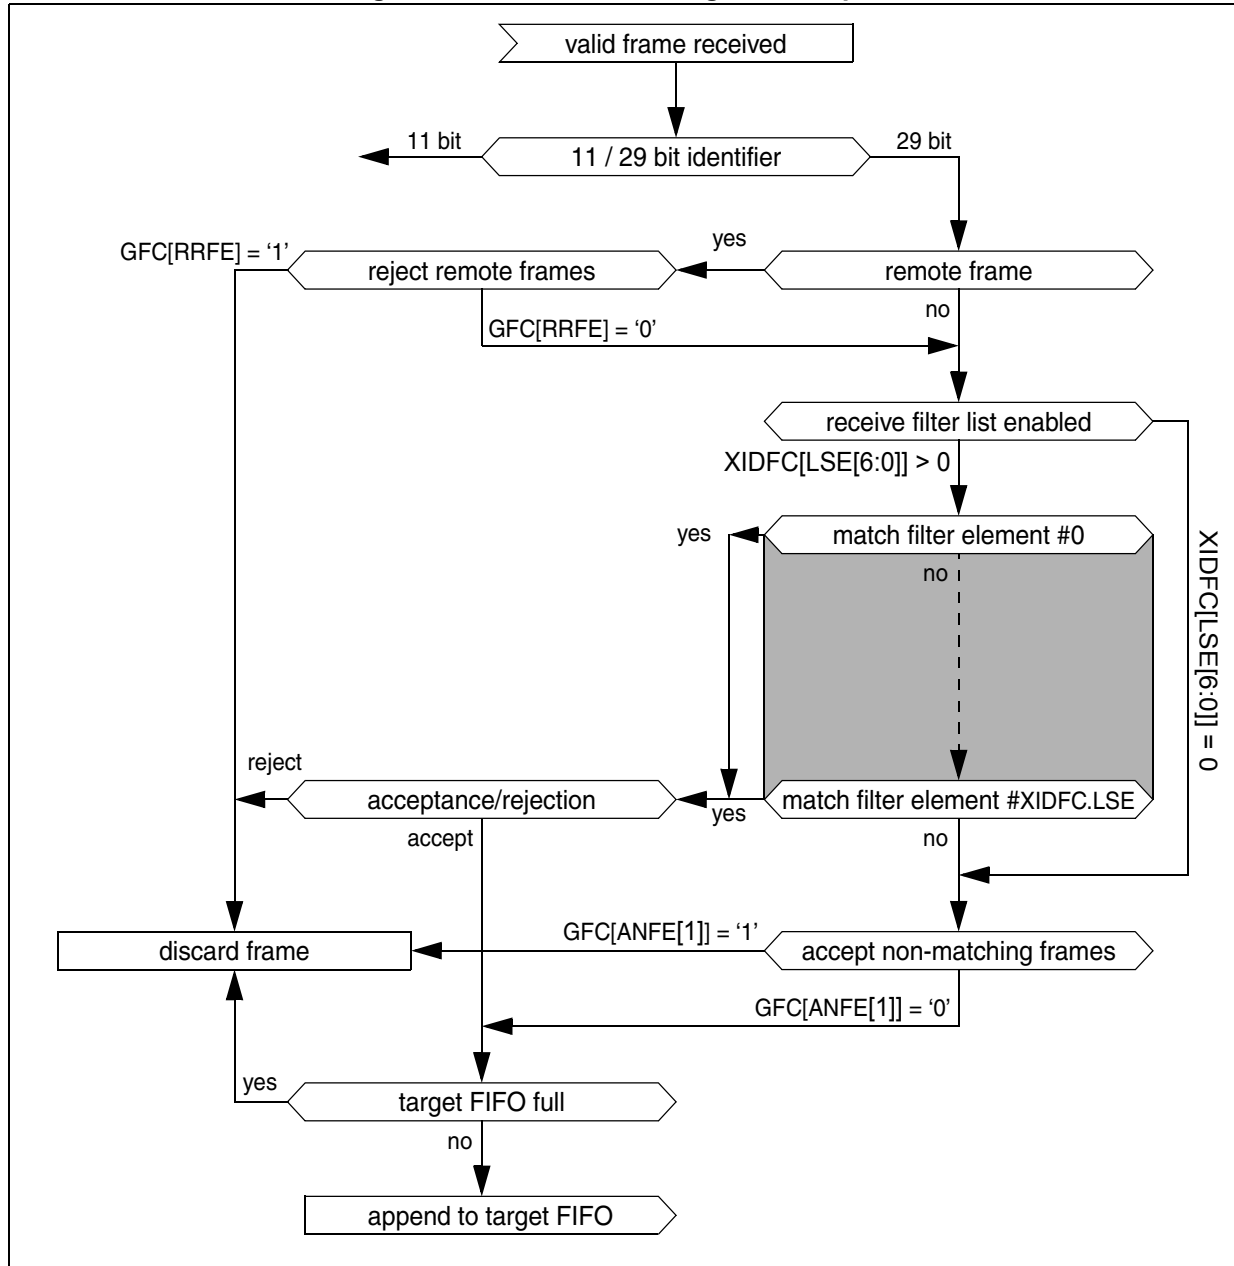 valid frame received
11 bit
11 / 29 bit identifier
29 bit
GFC[RRFE] = ‘1’
reject remote frames
yes
remote frame
no
GFC[RRFE] = ‘0’
receive filter list enabled
XIDFC[LSE[6:0]] > 0
yes
match filter element #0
no
XIDFC[LSE[6:0]] = 0
reject
acceptance/rejection
yes
match filter element #XIDFC.LSE
accept
no
discard frame
GFC[ANFE[1]] = ‘1’
accept non-matching frames
GFC[ANFE[1]] = ‘0’
yes
target FIFO full
no
append to target FIFO